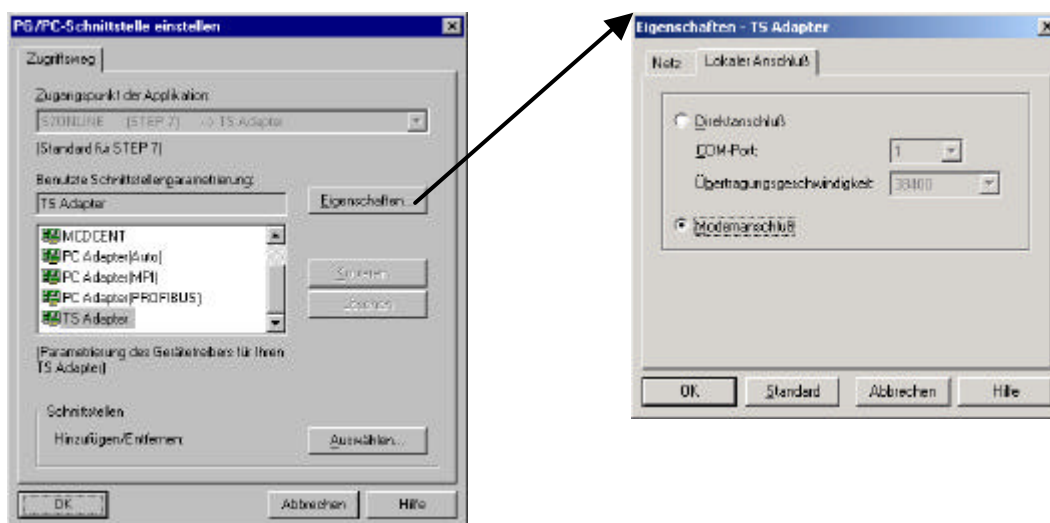 PG/PC-Schnittstelle einstellen
Zugriffsweg
Zugangspunkt der Applikation:
S7ONLINE (STEP 7) -> TS Adapter
(Standard für STEP 7)
Benutzte Schnittstellenparametrierung:
TS Adapter
Eigenschaften...
PC Adapter(Auto)
PC Adapter(MPI)
PC Adapter(PROFIBUS)
TS Adapter
Kopieren...
Löschen
(Parametrierung des Gerätetreibers für Ihren
TS Adapter)
Schnittstellen
Hinzufügen/Entfernen:
Auswählen...
OK
Abbrechen
Hilfe
Eigenschaften - TS Adapter
Netz
Lokaler Anschluß
Direktanschluß
COM-Port:
1
Übertragungsgeschwindigkeit:
38400
Modemanschluß
OK
Standard
Abbrechen
Hilfe